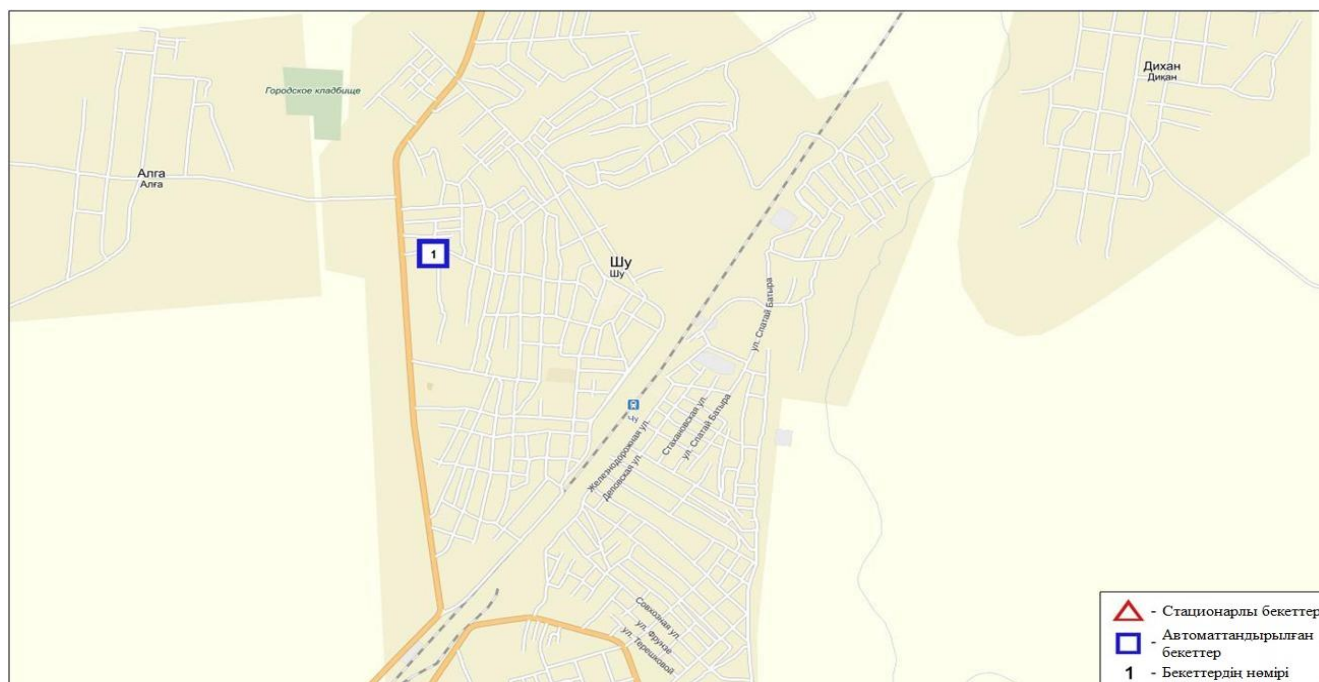 Дихан
Диқан
Городское кладбище
Алга
Алға
1
Шу
Шу
ул. Спатай Батыра
Стахановская ул.
ул. Спатай Батыра
Железнодорожная ул.
Деповская ул.
Совхозная ул.
ул. Фрунзе
ул. Терешковой
- Стационарлы бекеттер
- Автоматтандырылған
бекеттер
1 - Бекеттердің нөмірі